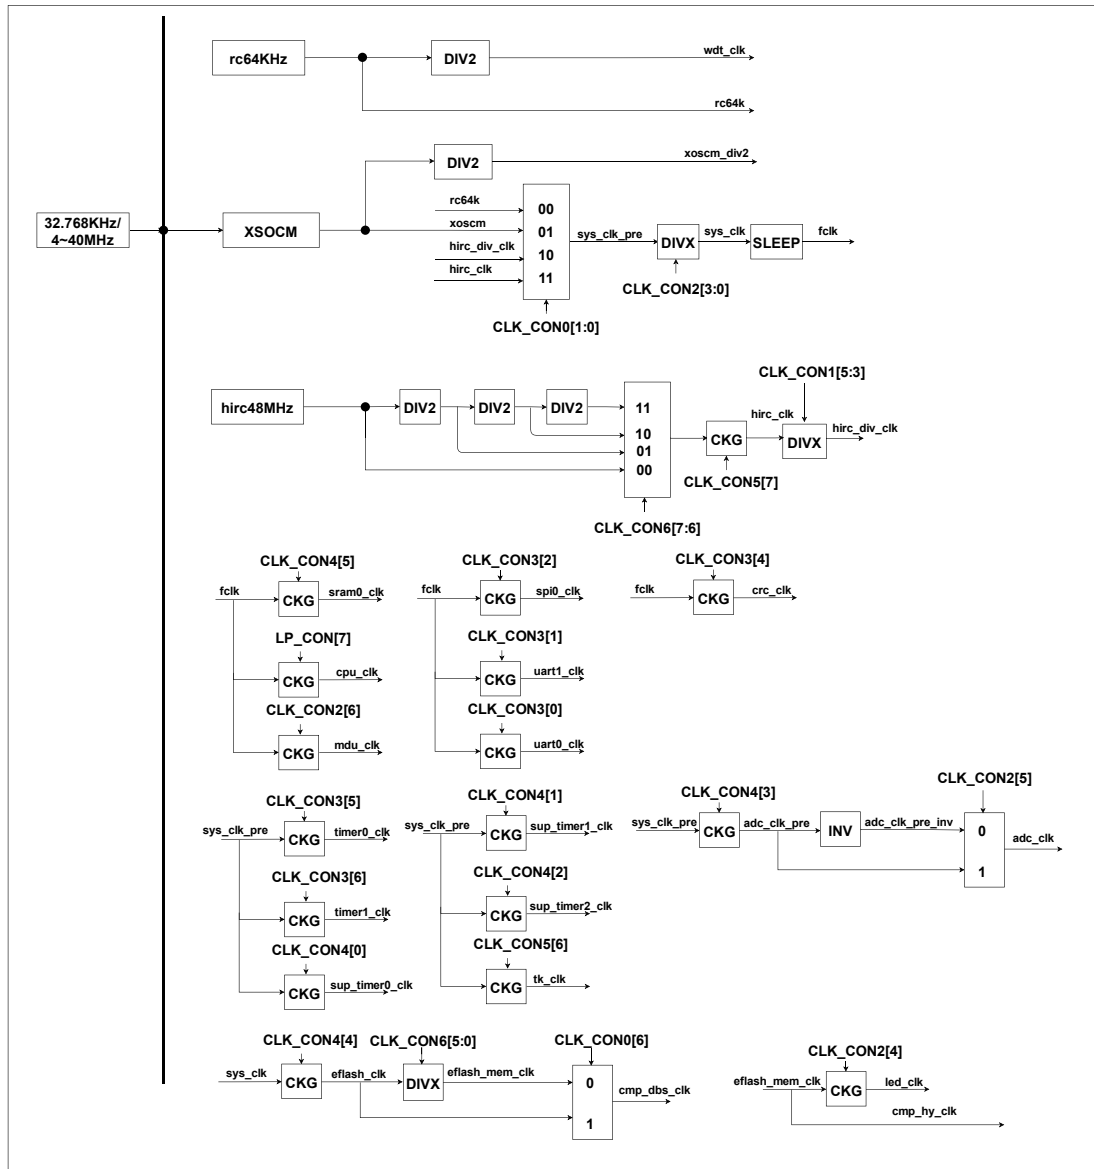 rc64KHz
DIV2
wdt_clk
rc64k
DIV2
xoscm_div2
32.768KHz/
4~40MHz
XSOCM
rc64k
xoscm
hirc_div_clk
hirc_clk
00
01
10
11
sys_clk_pre
DIVX
sys_clk
SLEEP
fclk
CLK_CON2[3:0]
CLK_CON0[1:0]
CLK_CON1[5:3]
hirc48MHz
DIV2
DIV2
DIV2
11
10
01
00
CKG
hirc_clk
DIVX
hirc_div_clk
CLK_CON5[7]
CLK_CON6[7:6]
CLK_CON4[5]
fclk
CKG
sram0_clk
LP_CON[7]
CKG
cpu_clk
CLK_CON2[6]
CKG
mdu_clk
CLK_CON3[2]
fclk
CKG
spi0_clk
CLK_CON3[1]
CKG
uart1_clk
CLK_CON3[0]
CKG
uart0_clk
CLK_CON3[4]
fclk
CKG
crc_clk
CLK_CON3[5]
sys_clk_pre
CKG
timer0_clk
CLK_CON3[6]
CKG
timer1_clk
CLK_CON4[0]
CKG
sup_timer0_clk
CLK_CON4[1]
sys_clk_pre
CKG
sup_timer1_clk
CLK_CON4[2]
CKG
sup_timer2_clk
CLK_CON5[6]
CKG
tk_clk
CLK_CON4[3]
sys_clk_pre
CKG
adc_clk_pre
INV
adc_clk_pre_inv
CLK_CON2[5]
0
1
adc_clk
CLK_CON4[4]
sys_clk
CKG
eflash_clk
CLK_CON6[5:0]
DIVX
eflash_mem_clk
CLK_CON0[6]
0
1
cmp_dbs_clk
CLK_CON2[4]
eflash_mem_clk
CKG
led_clk
cmp_hy_clk